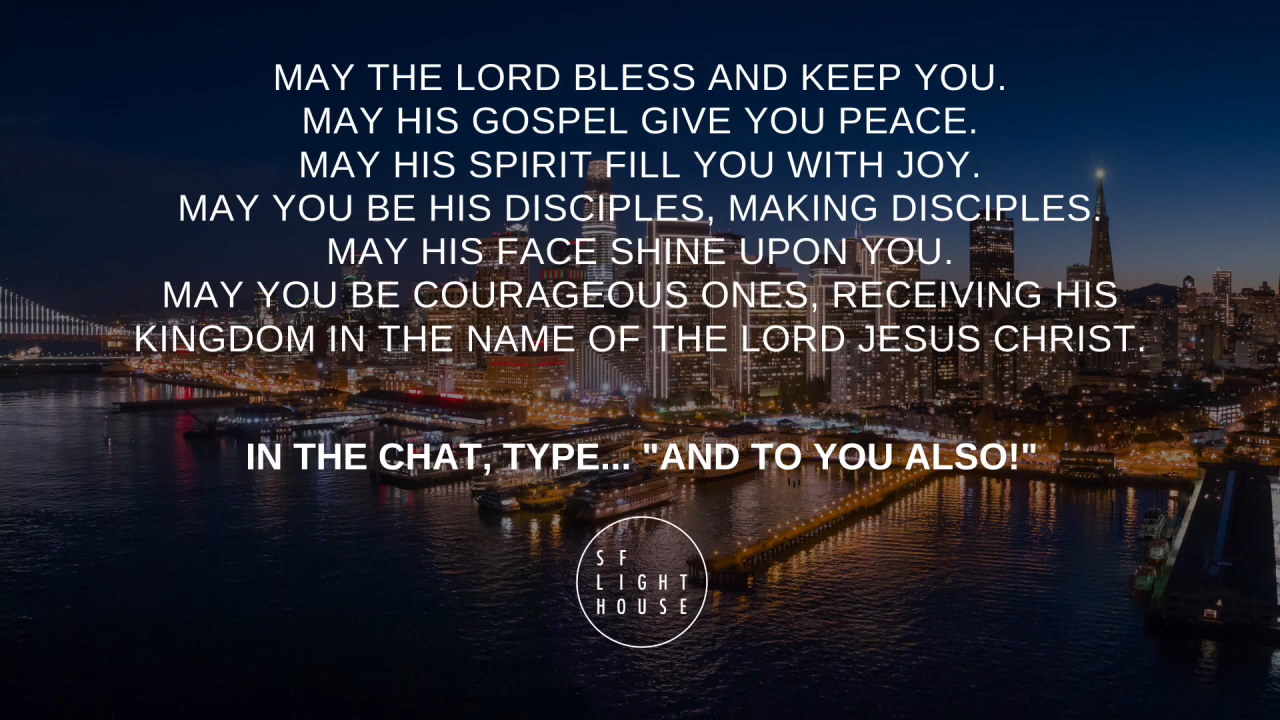 MAY THE LORD BLESS AND KEEP YOU.
MAY HIS GOSPEL GIVE YOU PEACE.
MAY HIS SPIRIT FILL YOU WITH JOY.
MAY YOU BE HIS DISCIPLES, MAKING DISCIPLES.
MAY HIS FACE SHINE UPON YOU.
MAY YOU BE COURAGEOUS ONES, RECEIVING HIS
KINGDOM IN THE NAME OF THE LORD JESUS CHRIST.
IN THE CHAT, TYPE... "AND TO YOU ALSO!"
SF
LIGHT
HOUSE